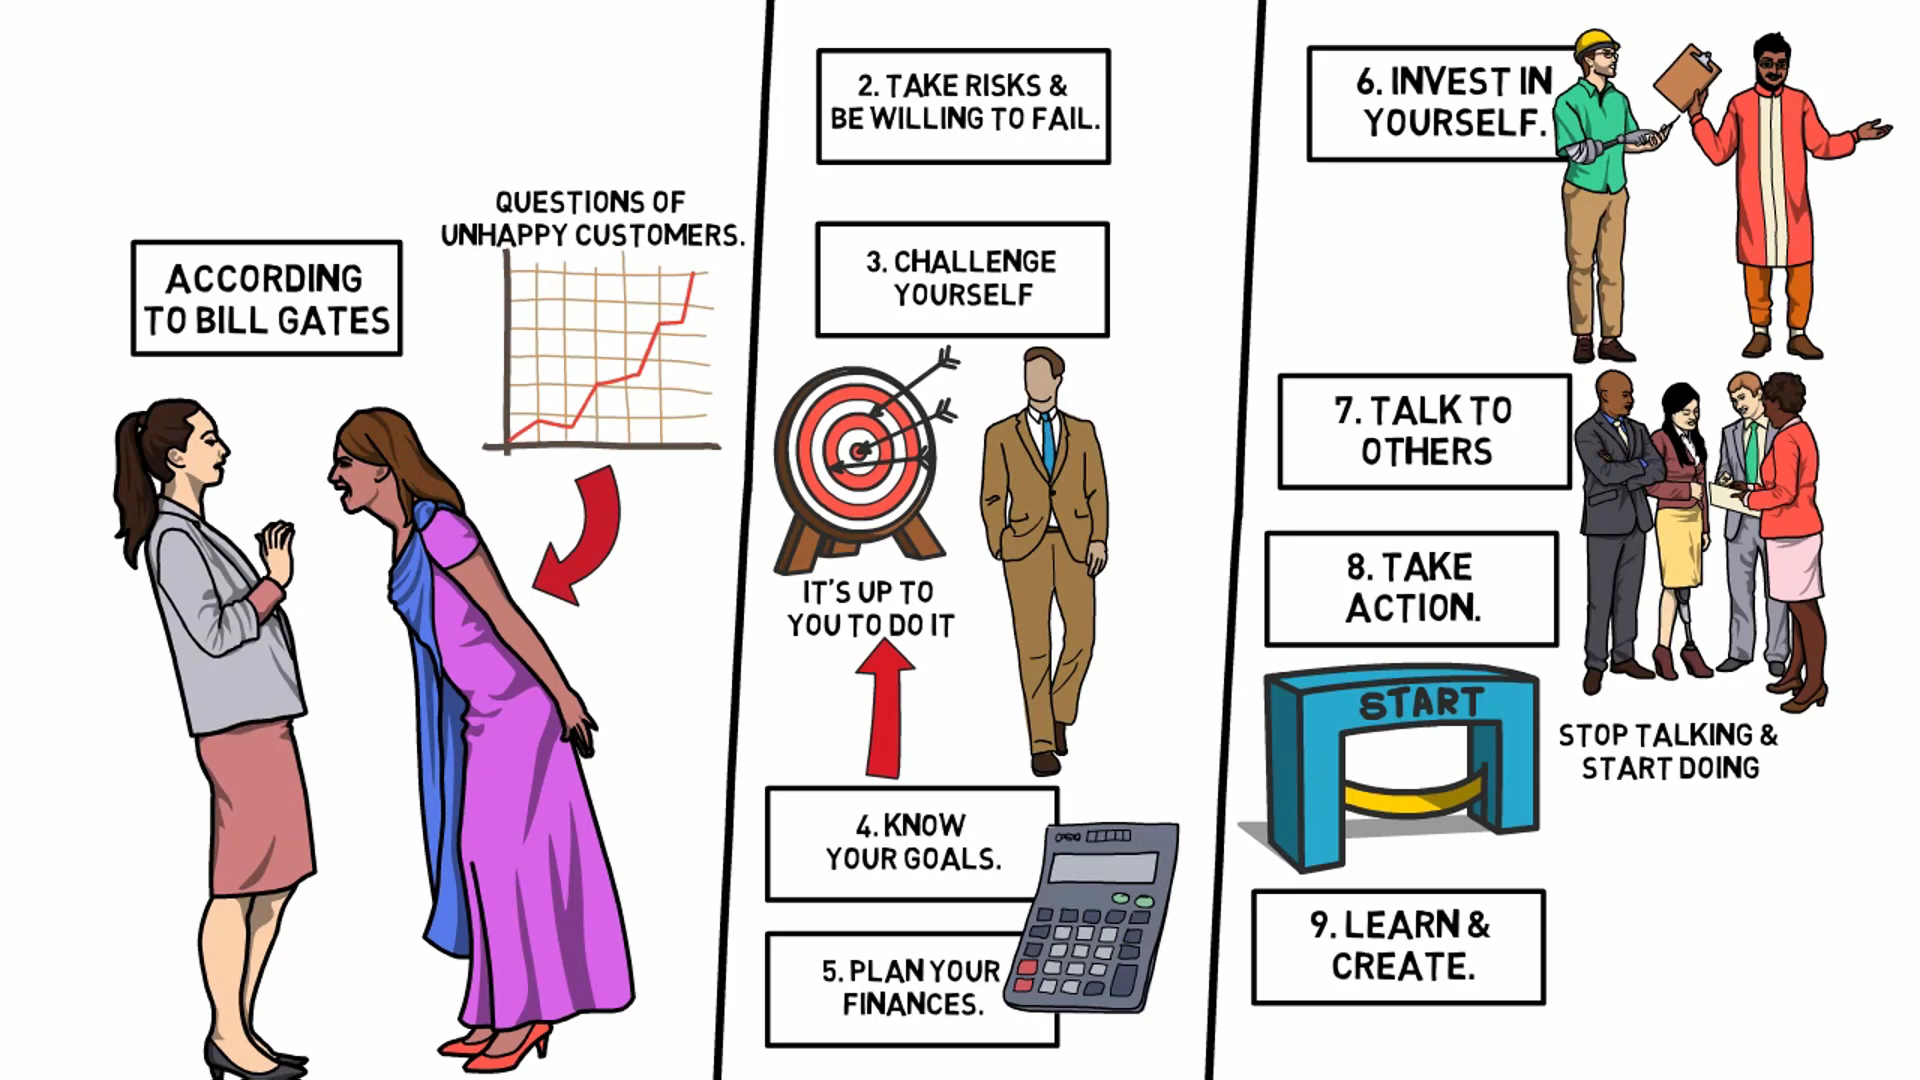 ACCORDING
TO BILL GATES
QUESTIONS OF
UNHAPPY CUSTOMERS.
2. TAKE RISKS &
BE WILLING TO FAIL.
3. CHALLENGE
YOURSELF
IT'S UP TO
YOU TO DO IT
4. KNOW
YOUR GOALS.
5. PLAN YOUR
FINANCES.
6. INVEST IN
YOURSELF.
7. TALK TO
OTHERS
8. TAKE
ACTION.
START
STOP TALKING &
START DOING
9. LEARN &
CREATE.